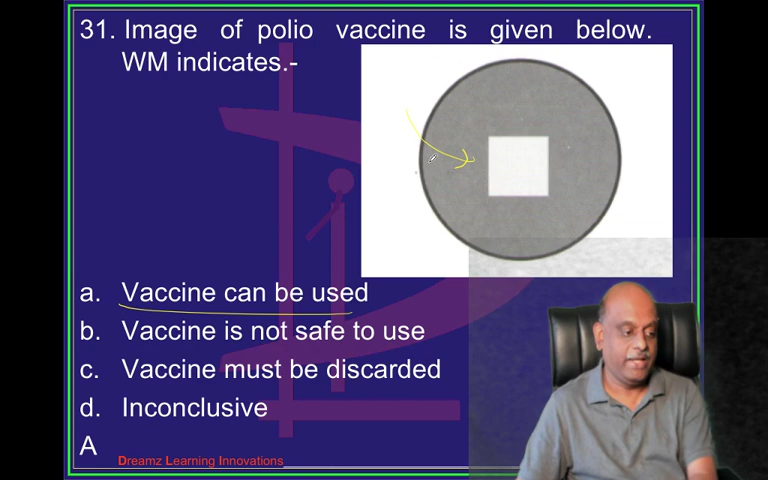 31. Image of polio vaccine is given below.
WM indicates.-
a. Vaccine can be used
b. Vaccine is not safe to use
c. Vaccine must be discarded
d. Inconclusive
A
Dreamz Learning Innovations